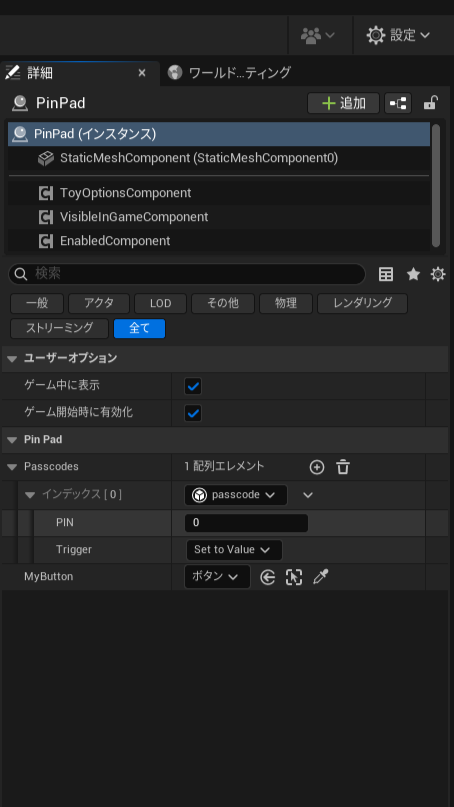 設定
詳細
ワールド...ティング
PinPad
追加
PinPad (インスタンス)
StaticMeshComponent (StaticMeshComponent0)
ToyOptionsComponent
VisibleInGameComponent
EnabledComponent
検索
一般 アクタ LOD その他 物理 レンダリング
ストリーミング 全て
ユーザーオプション
ゲーム中に表示
ゲーム開始時に有効化
Pin Pad
Passcodes 1 配列エレメント
インデックス [ 0 ] passcode
PIN 0
Trigger Set to Value
MyButton ボタン